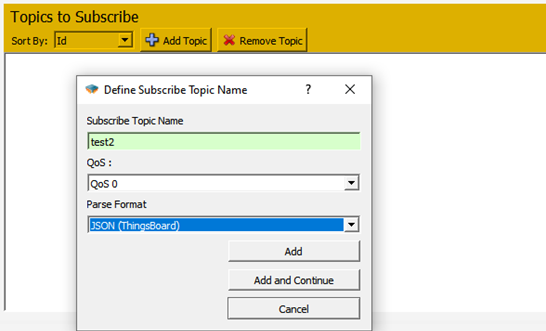 Topics to Subscribe
Sort By: Id Add Topic Remove Topic
Define Subscribe Topic Name ?
Subscribe Topic Name
test2
QoS :
QoS 0
Parse Format
JSON (ThingsBoard)
Add
Add and Continue
Cancel